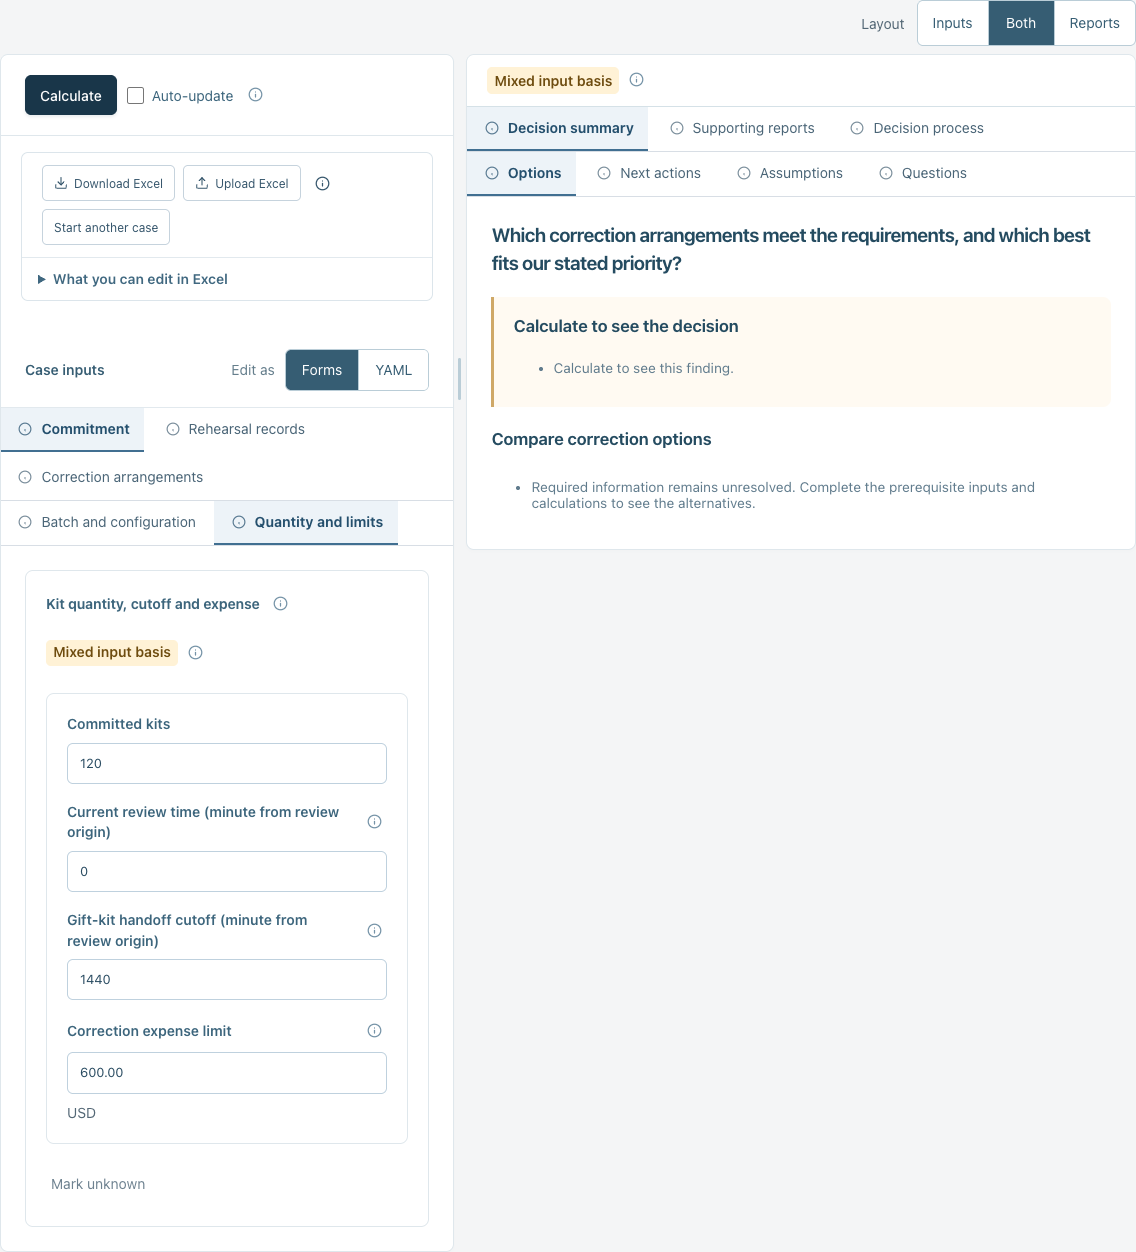 Layout
Inputs
Both
Reports
Calculate
Auto-update
Download Excel
Upload Excel
Start another case
What you can edit in Excel
Case inputs
Edit as
Forms
YAML
Commitment
Rehearsal records
Correction arrangements
Batch and configuration
Quantity and limits
Kit quantity, cutoff and expense
Mixed input basis
Committed kits
120
Current review time (minute from review
origin)
0
Gift-kit handoff cutoff (minute from
review origin)
1440
Correction expense limit
600.00
USD
Mark unknown
Mixed input basis
Decision summary
Supporting reports
Decision process
Options
Next actions
Assumptions
Questions
Which correction arrangements meet the requirements, and which best
fits our stated priority?
Calculate to see the decision
• Calculate to see this finding.
Compare correction options
• Required information remains unresolved. Complete the prerequisite inputs and
calculations to see the alternatives.